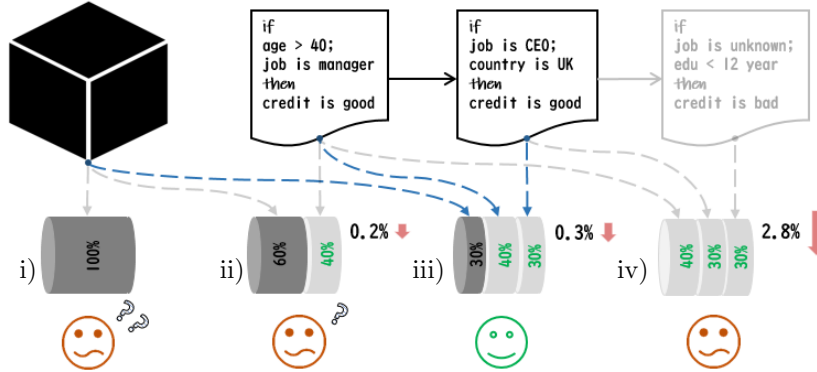 if
age > 40;
job is manager
then
credit is good
if
job is CEO;
country is UK
then
credit is good
if
job is unknown;
edu < 12 year
then
credit is bad
i)
100%
??
ii)
60%
40%
0.2%
?
iii)
30%
40%
30%
0.3%
iv)
40%
30%
30%
2.8%